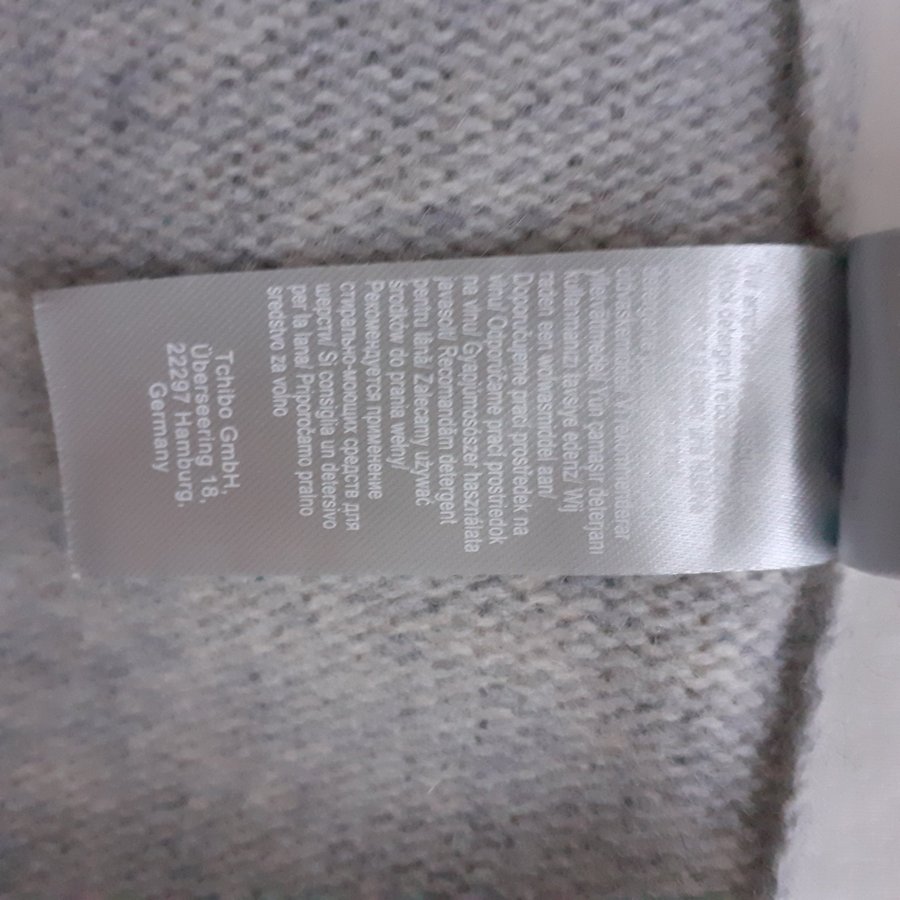 Vi rekommenderar
ullvättmedel/ Yün çamaşır deterjanı
kullanmanızı tavsiye ederiz/ Wij
raden een wolwasmiddel aan/
Doporučujeme prací prostředek na
vlnu/ Odporúčame prací prostriedok
na vlnu/ Gyapjúmosószer használata
javasolt/ Recomandăm detergent
pentru lână/ Zalecamy używać
środków do prania wełny/
Рекомендуется применение
стирально-моющих средств для
шерсти/ Si consiglia un detersivo
per la lana/ Priporočamo pralno
sredstvo za volno
Tchibo GmbH,
Überseering 18,
22297 Hamburg,
Germany